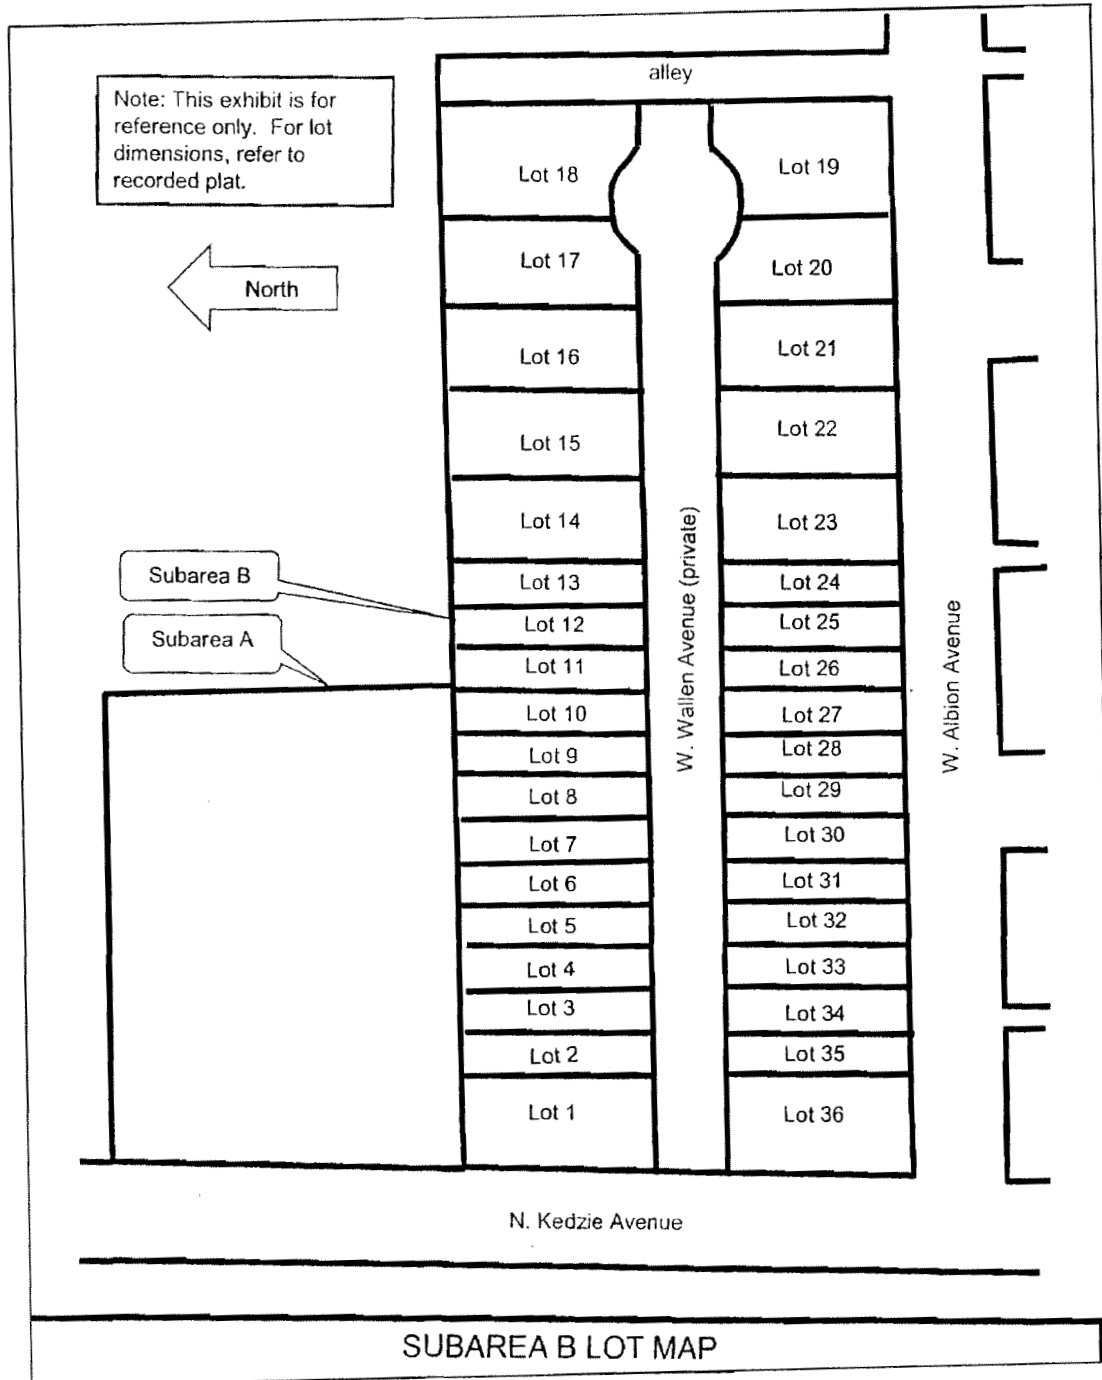 alley
Note: This exhibit is for
reference only. For lot
dimensions, refer to
recorded plat.
North
Lot 18
Lot 19
Lot 17
Lot 20
Lot 16
Lot 21
Lot 15
Lot 22
Lot 14
Lot 23
Subarea B
Subarea A
Lot 13
Lot 24
Lot 12
Lot 25
Lot 11
Lot 26
Lot 10
Lot 27
Lot 9
Lot 28
Lot 8
Lot 29
Lot 7
Lot 30
Lot 6
Lot 31
Lot 5
Lot 32
Lot 4
Lot 33
Lot 3
Lot 34
Lot 2
Lot 35
Lot 1
Lot 36
W. Wallen Avenue (private)
W. Albion Avenue
N. Kedzie Avenue
SUBAREA B LOT MAP